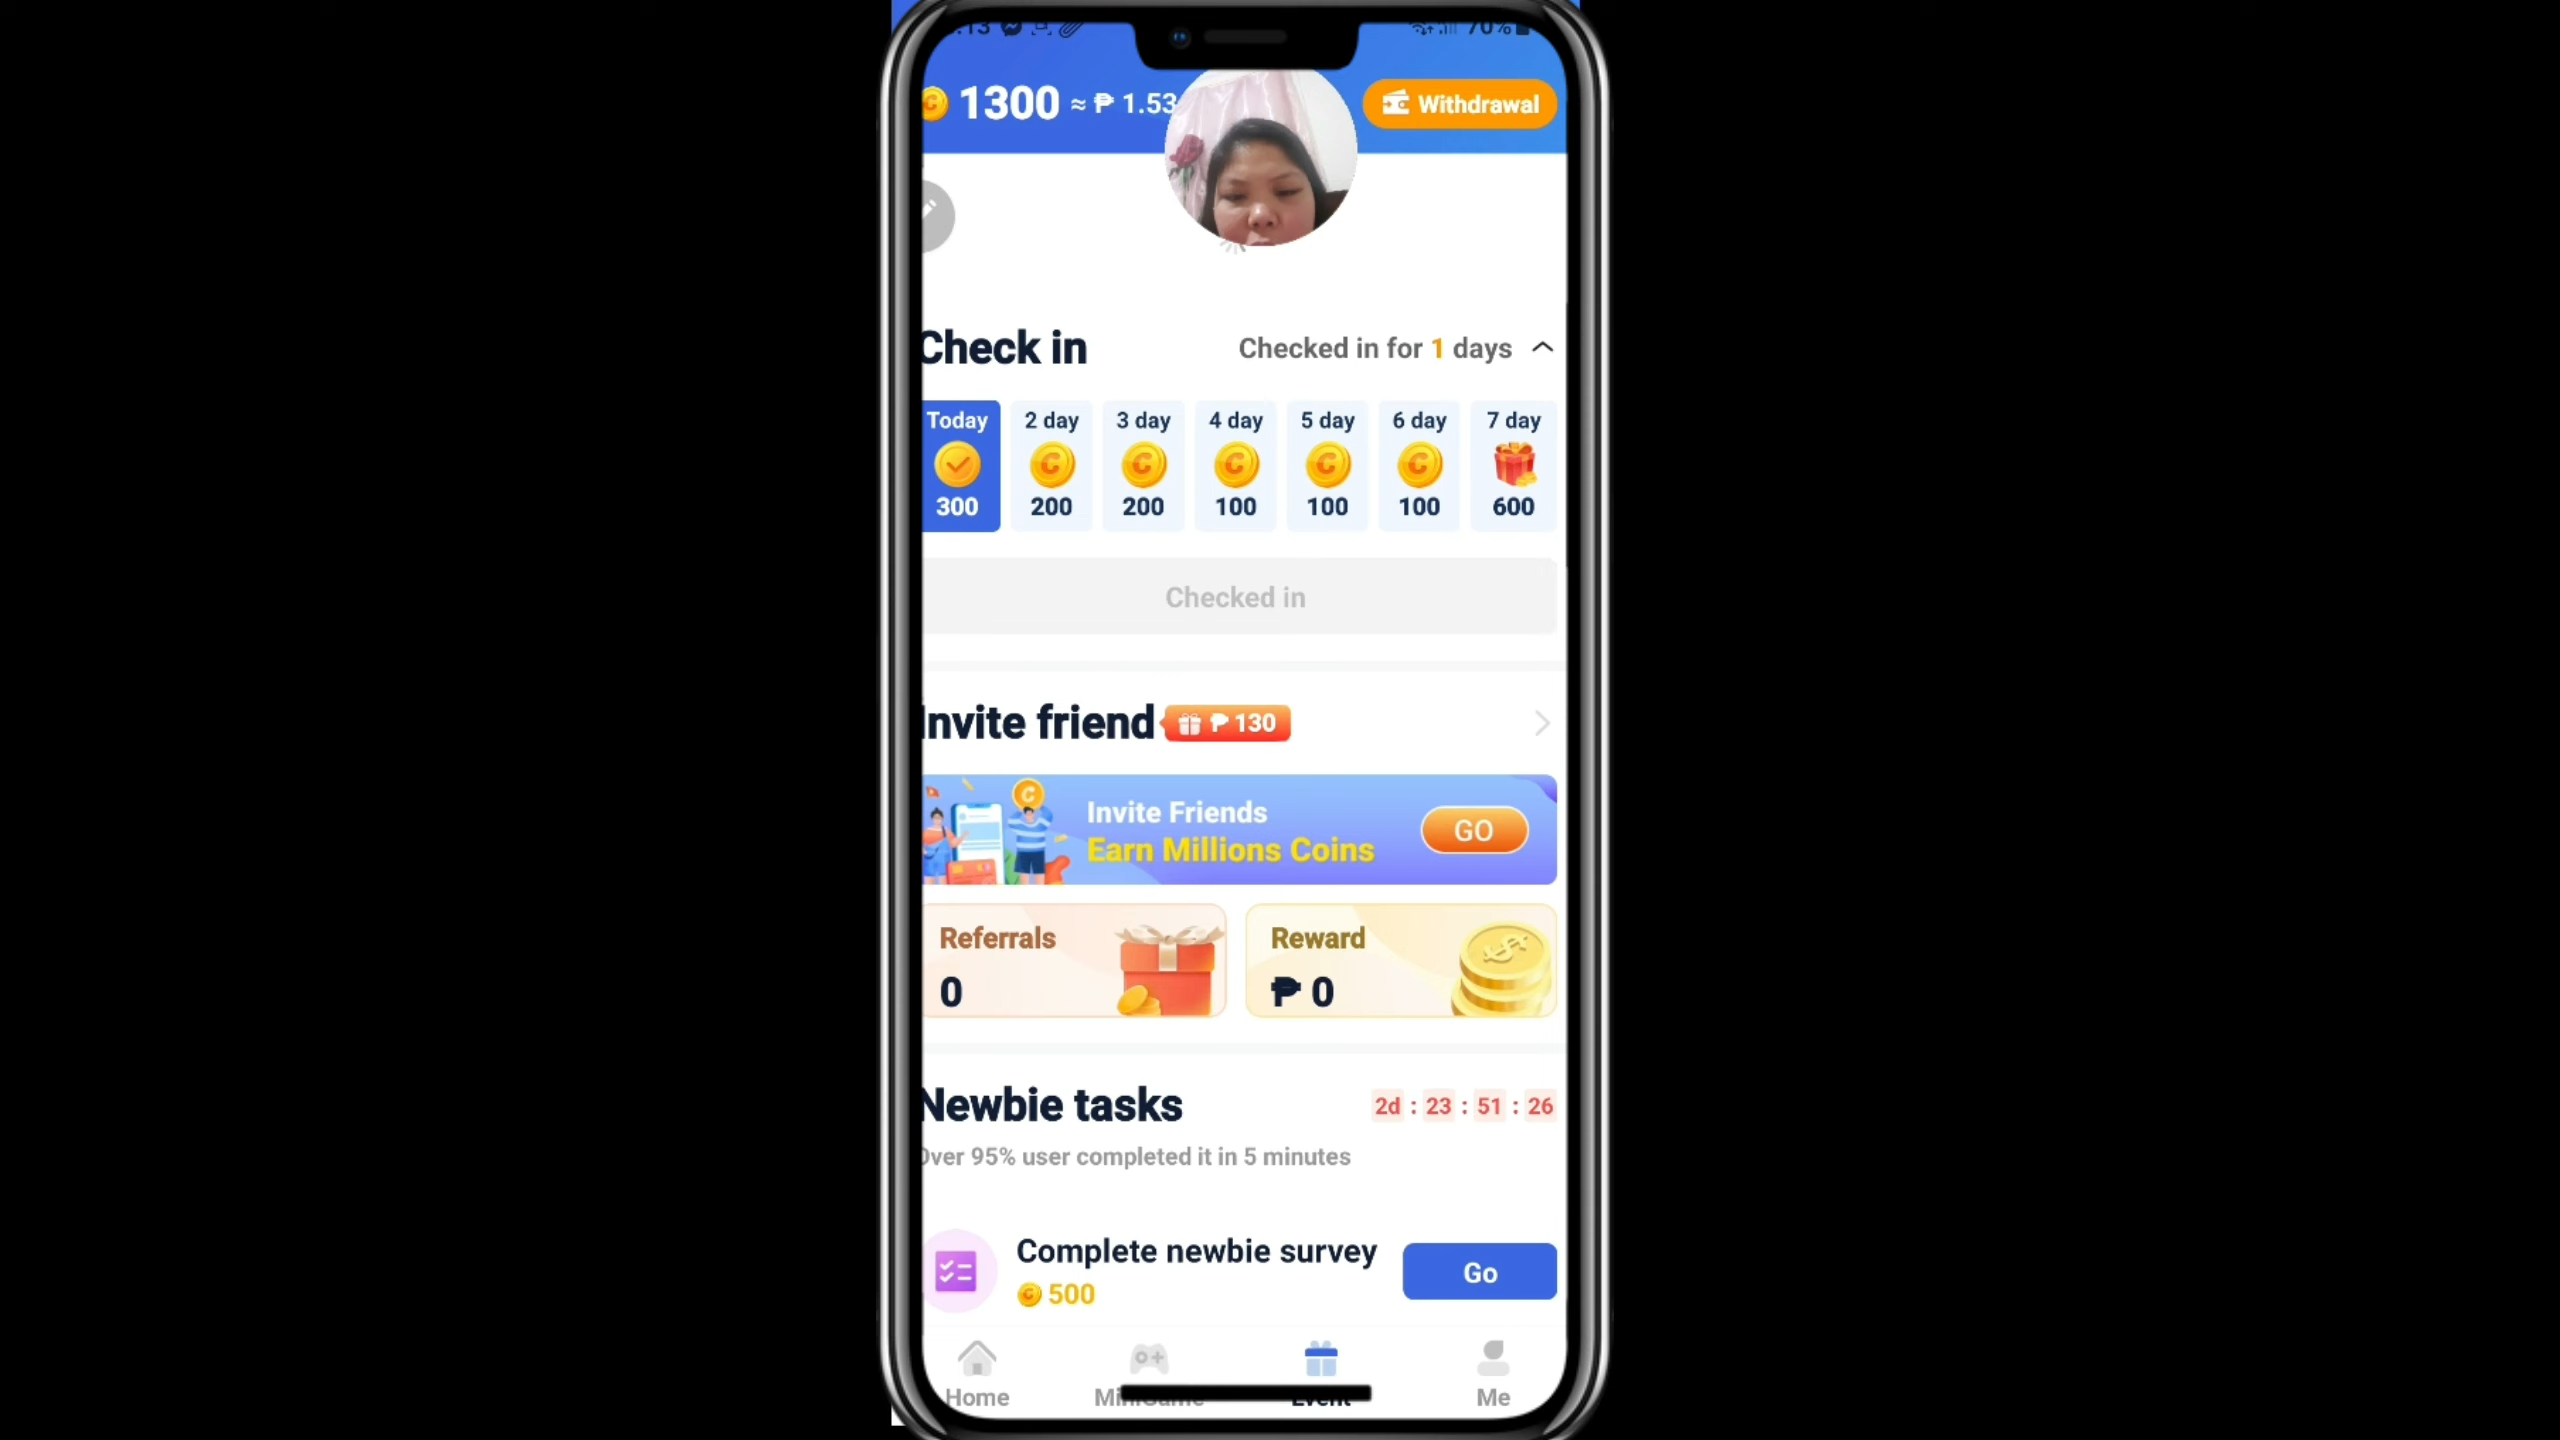 70%
1300 ≈ ₱ 1.53
Withdrawal
Check in
Checked in for 1 days
Today 2 day 3 day 4 day 5 day 6 day 7 day
300 200 200 100 100 100 600
Checked in
Invite friend
₱ 130
Invite Friends
Earn Millions Coins
GO
Referrals
0
Reward
₱ 0
Newbie tasks
2d : 23 : 51 : 26
Over 95% user completed it in 5 minutes
Complete newbie survey
500
Go
Home
Event
Me